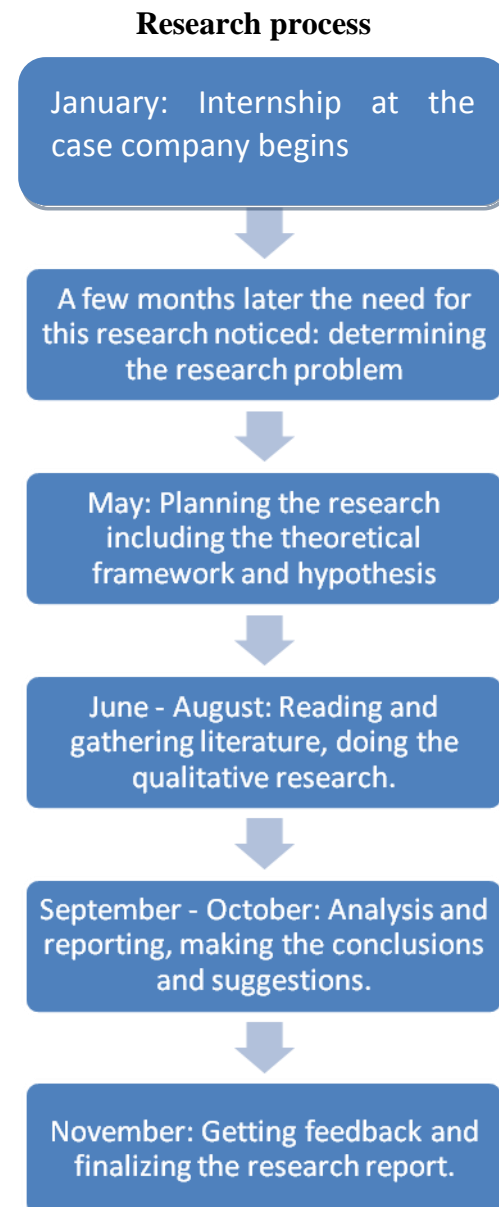 Research process
January: Internship at the
case company begins
A few months later the need for
this research noticed: determining
the research problem
May: Planning the research
including the theoretical
framework and hypothesis
June - August: Reading and
gathering literature, doing the
qualitative research.
September - October: Analysis and
reporting, making the conclusions
and suggestions.
November: Getting feedback and
finalizing the research report.